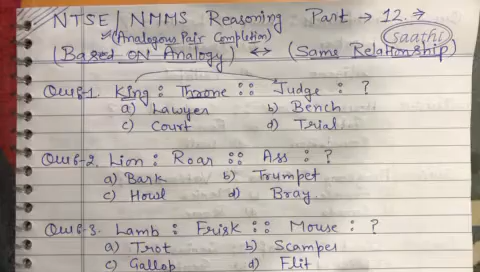 NTSE/NMMS Reasoning Part → 12. →
(Analogous Pair Completion) saathi
(Based ON Analogy) ↔ (Same Relationship)
Ques-1. King : Throne :: Judge : ?
a) Lawyer b) Bench
c) Court d) Trial
Ques-2. Lion : Roar :: Ass : ?
a) Bark b) Trumpet
c) Howl d) Bray
Ques-3. Lamb : Frisk :: Mouse : ?
a) Trot b) Scamper
c) Gallop d) Flit